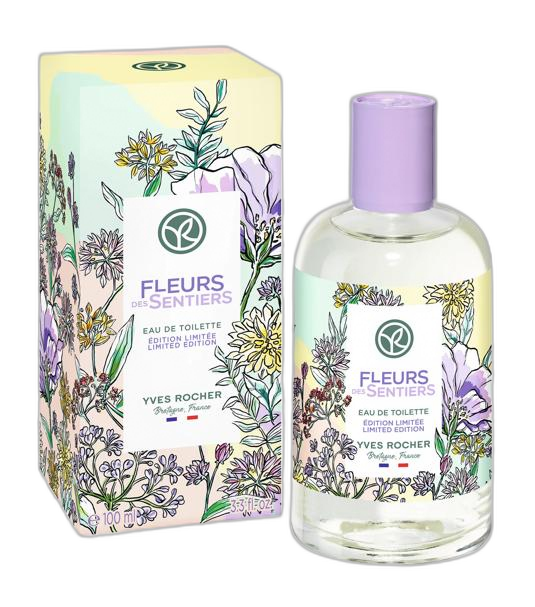 FLEURS
DES SENTIERS
EAU DE TOILETTE
ÉDITION LIMITÉE
LIMITED EDITION
YVES ROCHER
Bretagne, France
℮ 100 ml
3.3 fl. oz.
YR
FLEURS
DES SENTIERS
EAU DE TOILETTE
ÉDITION LIMITÉE
LIMITED EDITION
YVES ROCHER
Bretagne, France